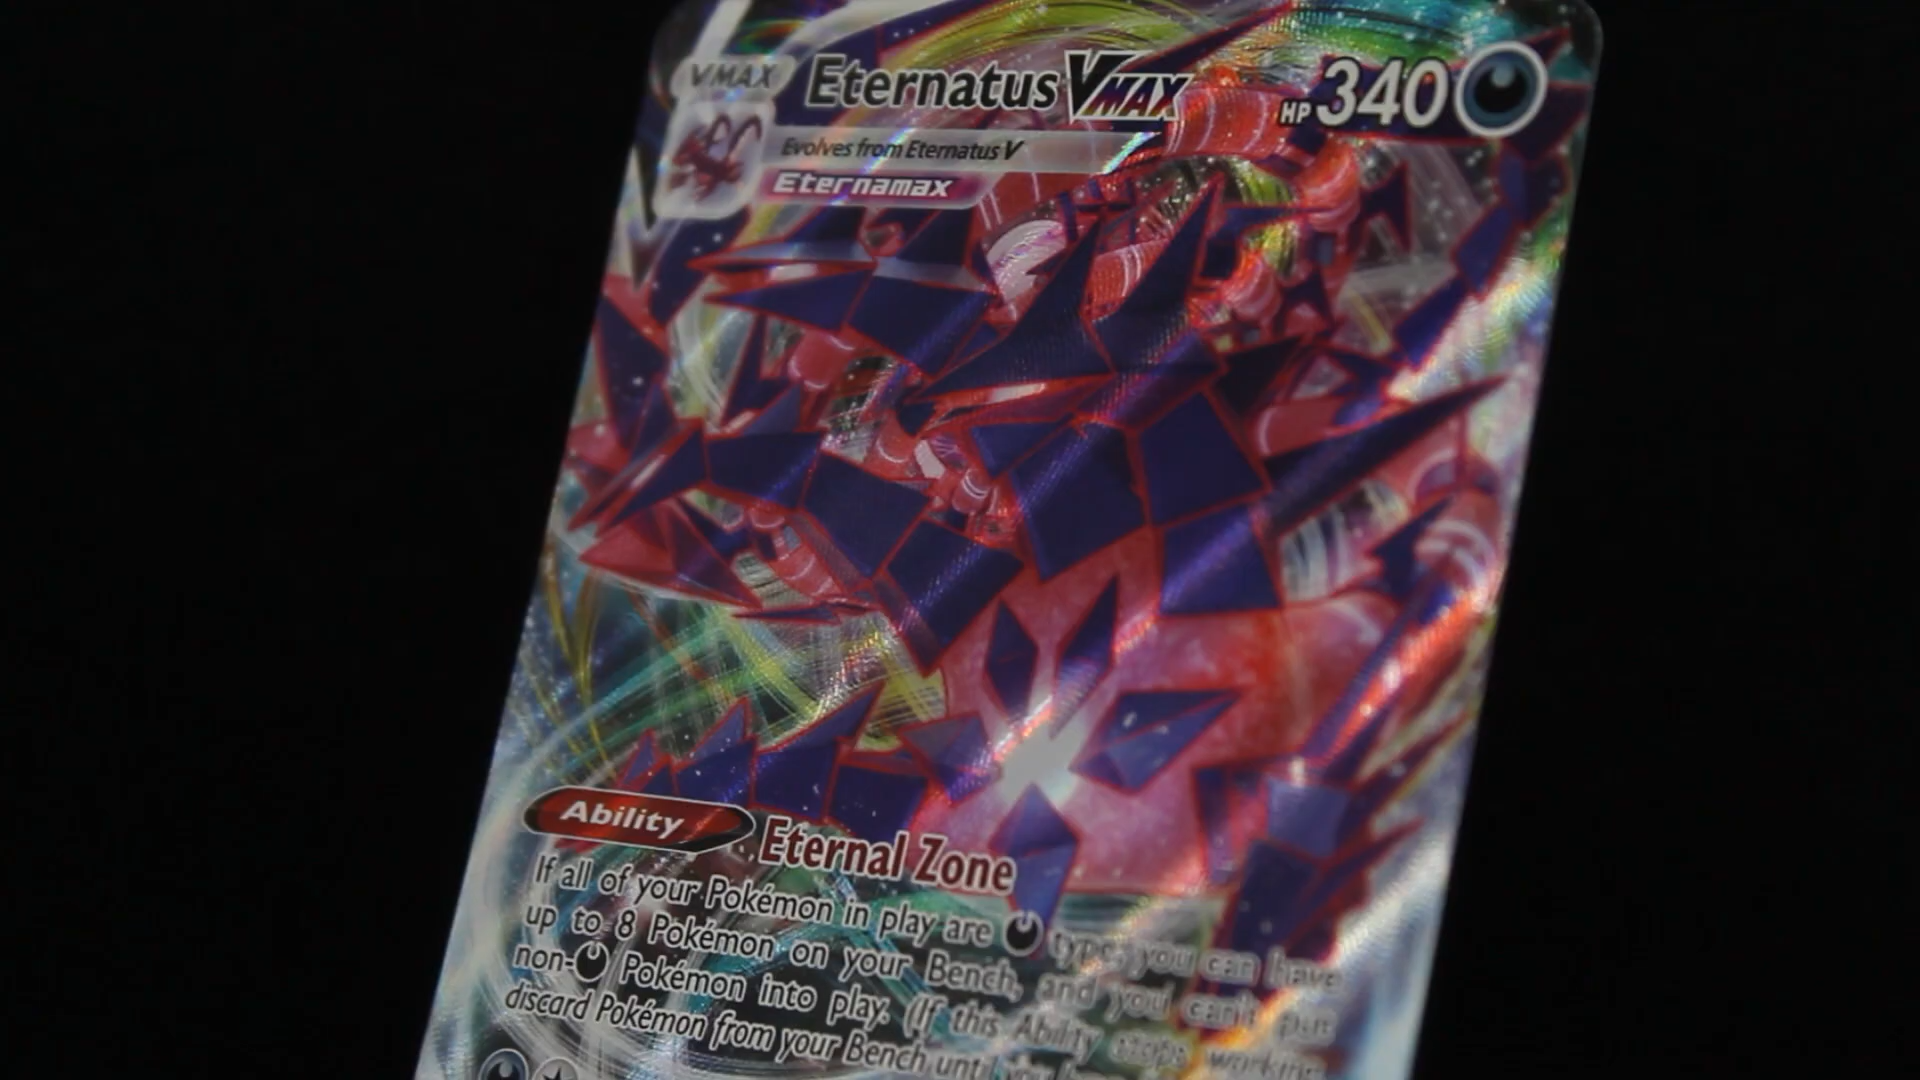 VMAX Eternatus VMAX HP 340
Evolves from Eternatus V
Eternamax
Ability Eternal Zone
If all of your Pokémon in play are type, you can have
up to 8 Pokémon on your Bench, and you can't put
non- Pokémon into play. (If this Ability stops working,
discard Pokémon from your Bench until you